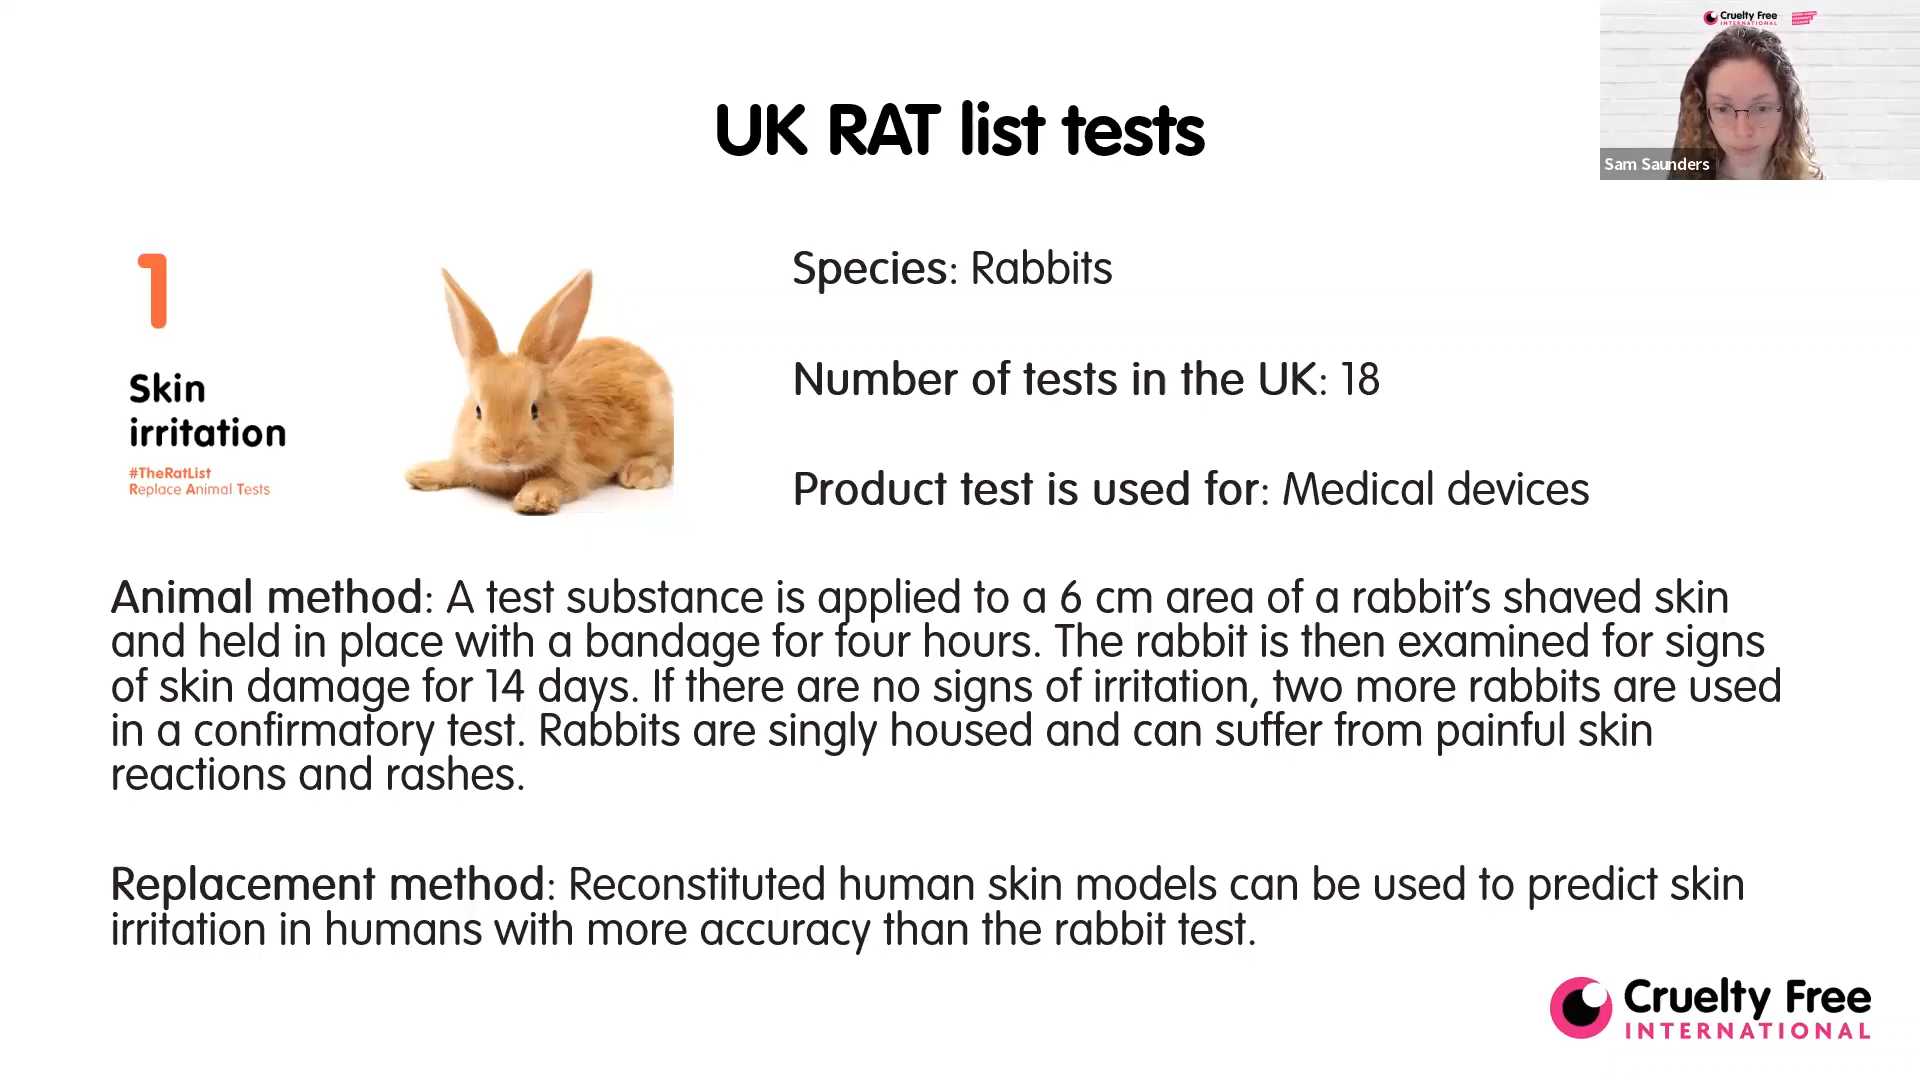 UK RAT list tests
Cruelty Free
INTERNATIONAL
Sam Saunders
1
Skin
irritation
#TheRatList
Replace Animal Tests
Species: Rabbits
Number of tests in the UK: 18
Product test is used for: Medical devices
Animal method: A test substance is applied to a 6 cm area of a rabbit’s shaved skin
and held in place with a bandage for four hours. The rabbit is then examined for signs
of skin damage for 14 days. If there are no signs of irritation, two more rabbits are used
in a confirmatory test. Rabbits are singly housed and can suffer from painful skin
reactions and rashes.
Replacement method: Reconstituted human skin models can be used to predict skin
irritation in humans with more accuracy than the rabbit test.
Cruelty Free
INTERNATIONAL